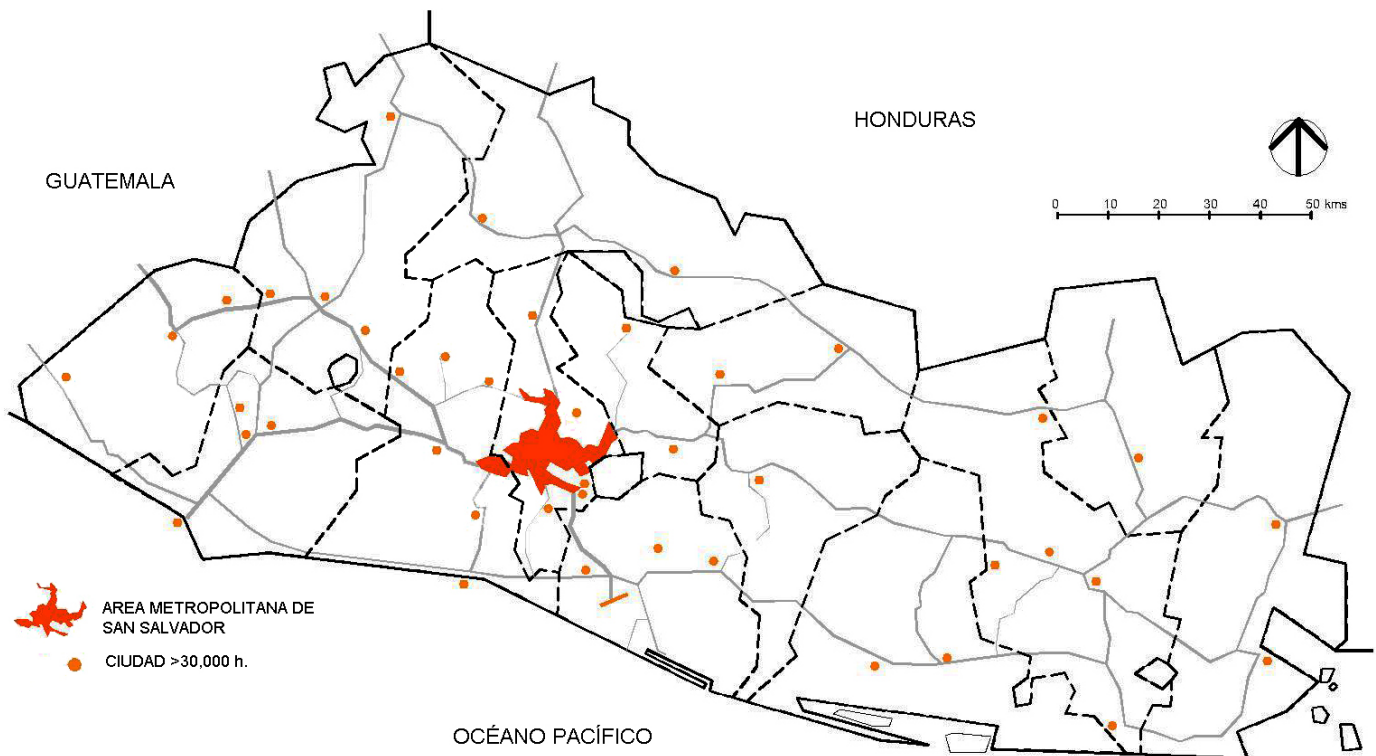 HONDURAS
GUATEMALA
0 10 20 30 40 50 kms
AREA METROPOLITANA DE
SAN SALVADOR
CIUDAD >30,000 h.
OCÉANO PACÍFICO